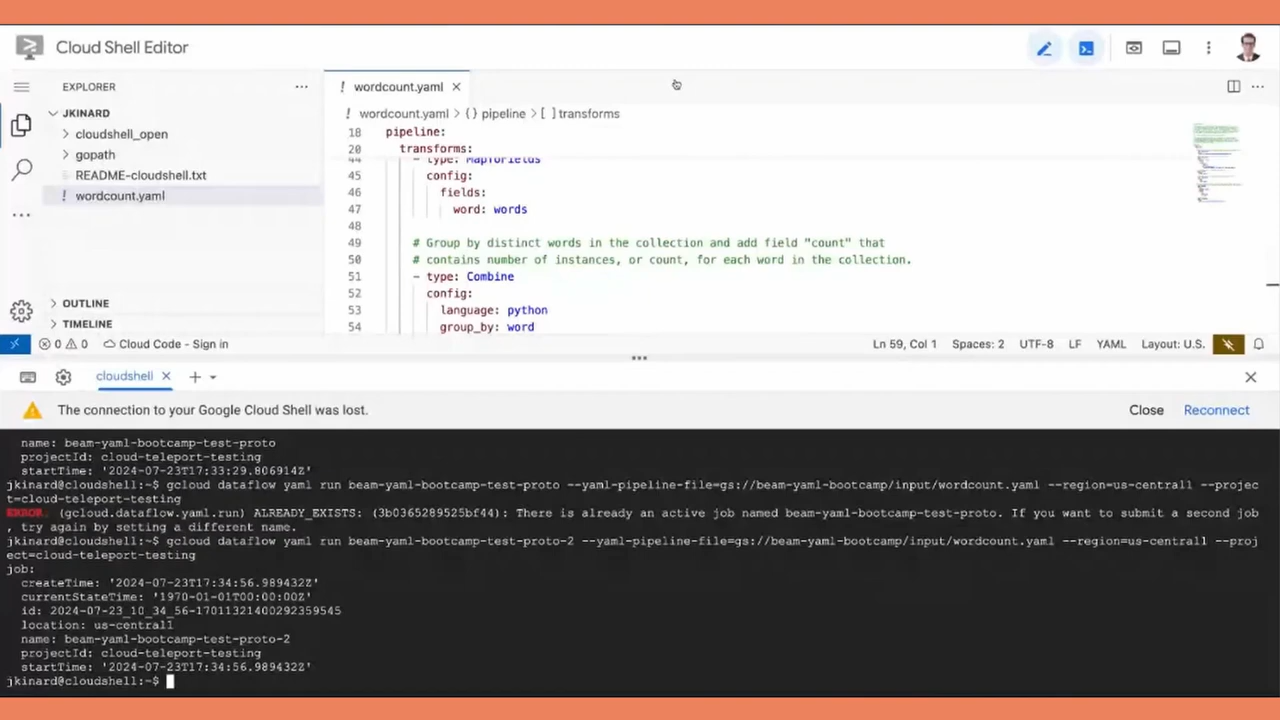 Cloud Shell Editor
EXPLORER
JKINARD
cloudshell_open
gopath
README-cloudshell.txt
! wordcount.yaml
OUTLINE
TIMELINE
! wordcount.yaml
! wordcount.yaml > { } pipeline > [ ] transforms
18 pipeline:
20 transforms:
44 - type: MapToFields
45 config:
46 fields:
47 word: words
48
49 # Group by distinct words in the collection and add field "count" that
50 # contains number of instances, or count, for each word in the collection.
51 - type: Combine
52 config:
53 language: python
54 group_by: word
0 0 Cloud Code - Sign in
Ln 59, Col 1 Spaces: 2 UTF-8 LF YAML Layout: U.S.
cloudshell
The connection to your Google Cloud Shell was lost.
Close Reconnect
name: beam-yaml-bootcamp-test-proto
projectId: cloud-teleport-testing
startTime: '2024-07-23T17:33:29.806914Z'
jkinard@cloudshell:~$ gcloud dataflow yaml run beam-yaml-bootcamp-test-proto --yaml-pipeline-file=gs://beam-yaml-bootcamp/input/wordcount.yaml --region=us-central1 --projec
t=cloud-teleport-testing
ERROR: (gcloud.dataflow.yaml.run) ALREADY_EXISTS: (3b0365289525bf44): There is already an active job named beam-yaml-bootcamp-test-proto. If you want to submit a second job
, try again by setting a different name.
jkinard@cloudshell:~$ gcloud dataflow yaml run beam-yaml-bootcamp-test-proto-2 --yaml-pipeline-file=gs://beam-yaml-bootcamp/input/wordcount.yaml --region=us-central1 --proj
ect=cloud-teleport-testing
job:
createTime: '2024-07-23T17:34:56.989432Z'
currentStateTime: '1970-01-01T00:00:00Z'
id: 2024-07-23_10_34_56-17011321400292359545
location: us-central1
name: beam-yaml-bootcamp-test-proto-2
projectId: cloud-teleport-testing
startTime: '2024-07-23T17:34:56.989432Z'
jkinard@cloudshell:~$